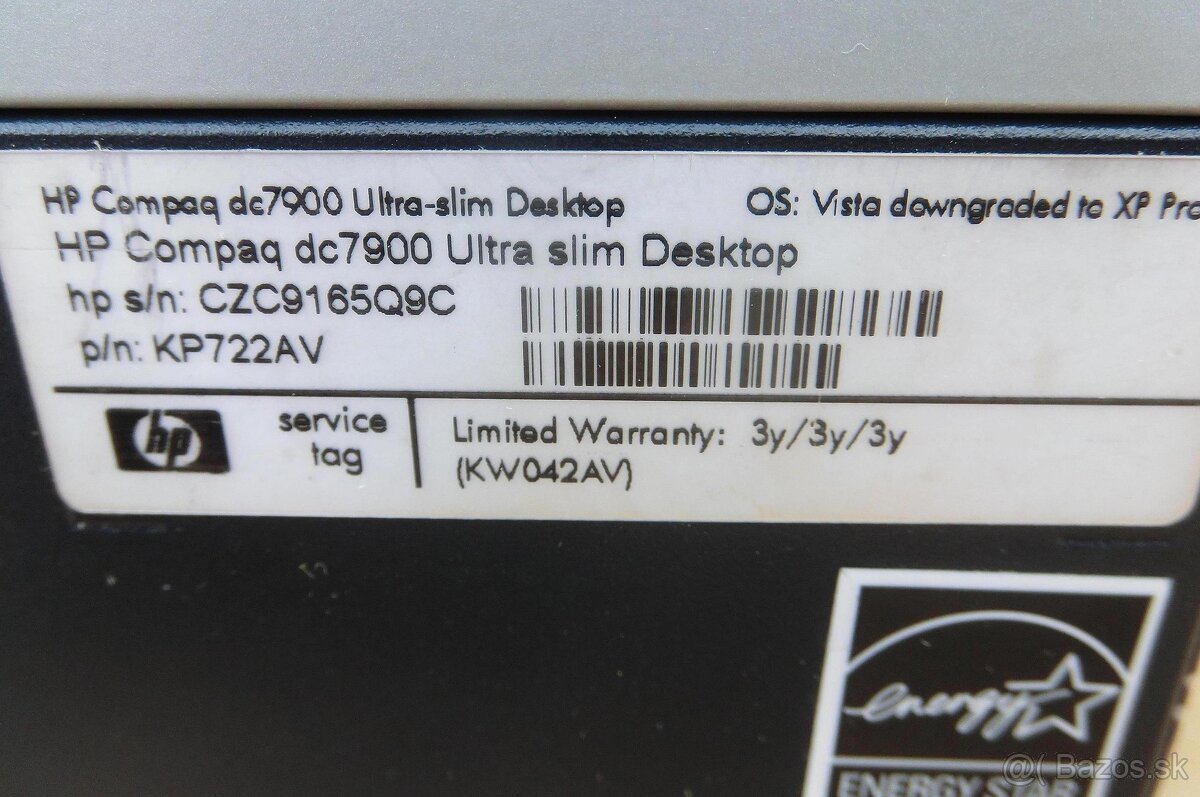 HP Compaq dc7900 Ultra-slim Desktop OS: Vista downgraded to XP Pro
HP Compaq dc7900 Ultra slim Desktop
hp s/n: CZC9165Q9C
p/n: KP722AV
hp
service
tag
Limited Warranty: 3y/3y/3y
(KW042AV)
energy
ENERGY STAR
@( Bazos.sk